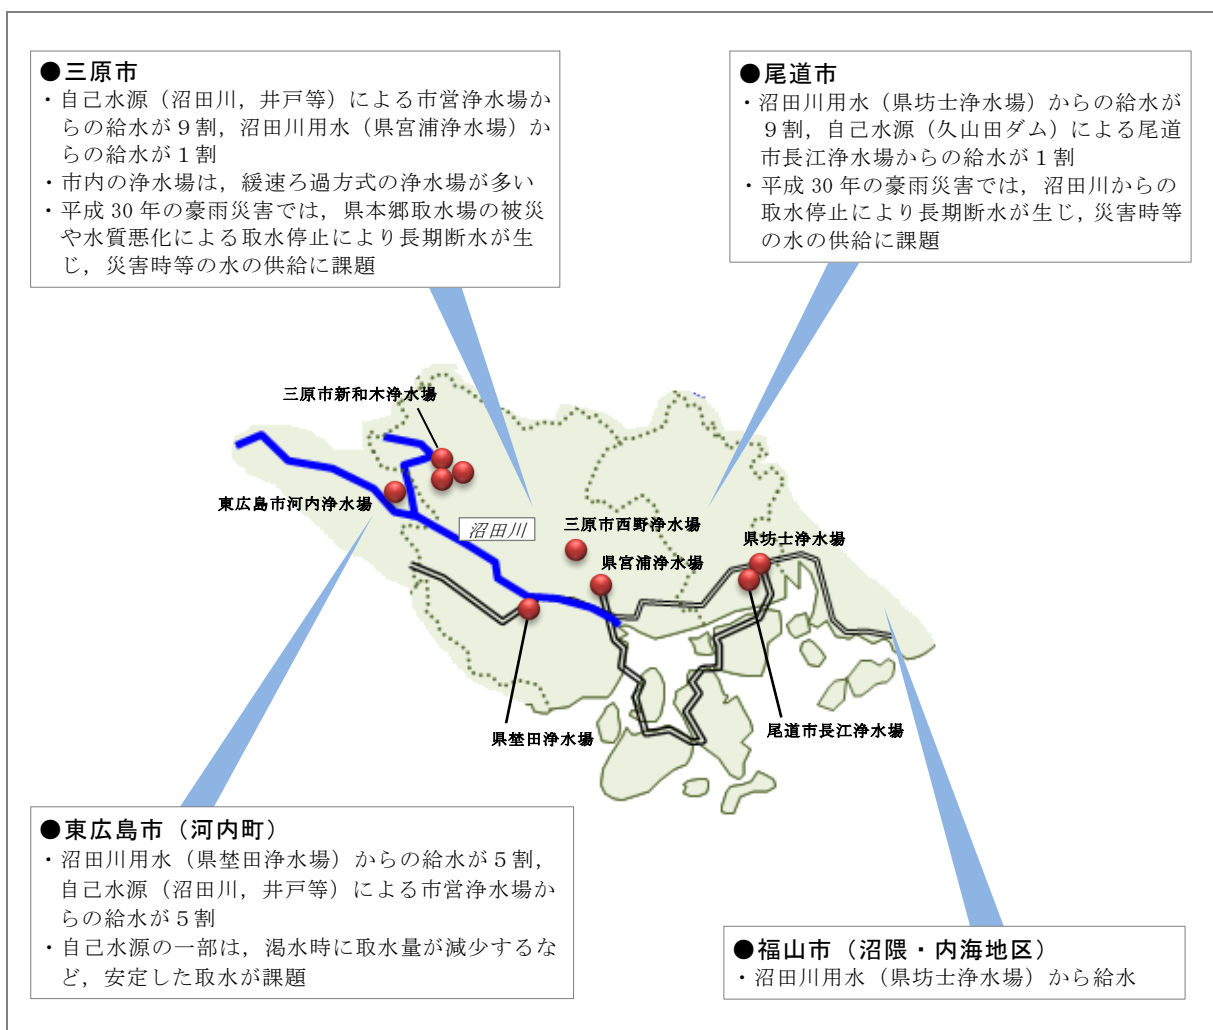 ●三原市
・自己水源（沼田川，井戸等）による市営浄水場か
らの給水が９割，沼田川用水（県宮浦浄水場）か
らの給水が１割
・市内の浄水場は，緩速ろ過方式の浄水場が多い
・平成 30 年の豪雨災害では，県本郷取水場の被災
や水質悪化による取水停止により長期断水が生
じ，災害時等の水の供給に課題
●尾道市
・沼田川用水（県坊士浄水場）からの給水が
９割，自己水源（久山田ダム）による尾道
市長江浄水場からの給水が１割
・平成 30 年の豪雨災害では，沼田川からの
取水停止により長期断水が生じ，災害時等
の水の供給に課題
三原市新和木浄水場
東広島市河内浄水場
沼田川
三原市西野浄水場
県宮浦浄水場
県坊士浄水場
県埜田浄水場
尾道市長江浄水場
●東広島市（河内町）
・沼田川用水（県埜田浄水場）からの給水が５割，
自己水源（沼田川，井戸等）による市営浄水場か
らの給水が５割
・自己水源の一部は，渇水時に取水量が減少するな
ど，安定した取水が課題
●福山市（沼隈・内海地区）
・沼田川用水（県坊士浄水場）から給水